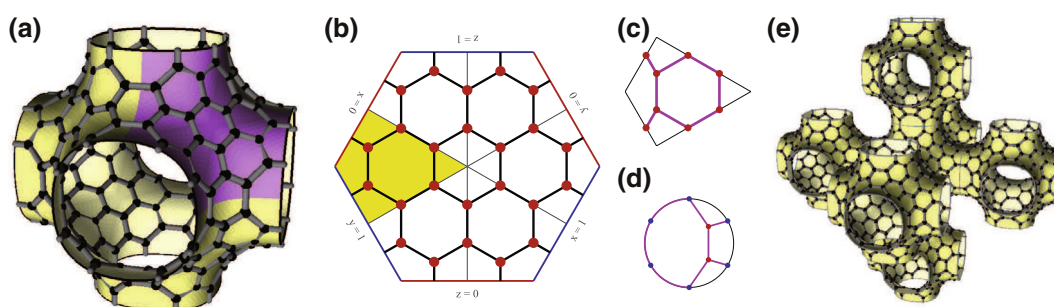 (a)
(b)
(c)
(e)
z = 1
x = 0
y = 0
(d)
y = 1
x = 1
z = 0